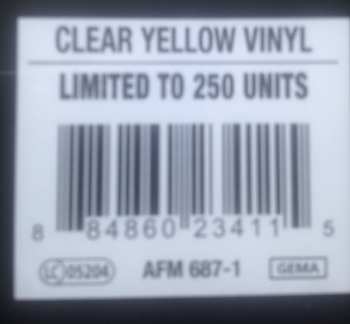 CLEAR YELLOW VINYL
LIMITED TO 250 UNITS
8 84860 23411 5
LC 05204 AFM 687-1 GEMA